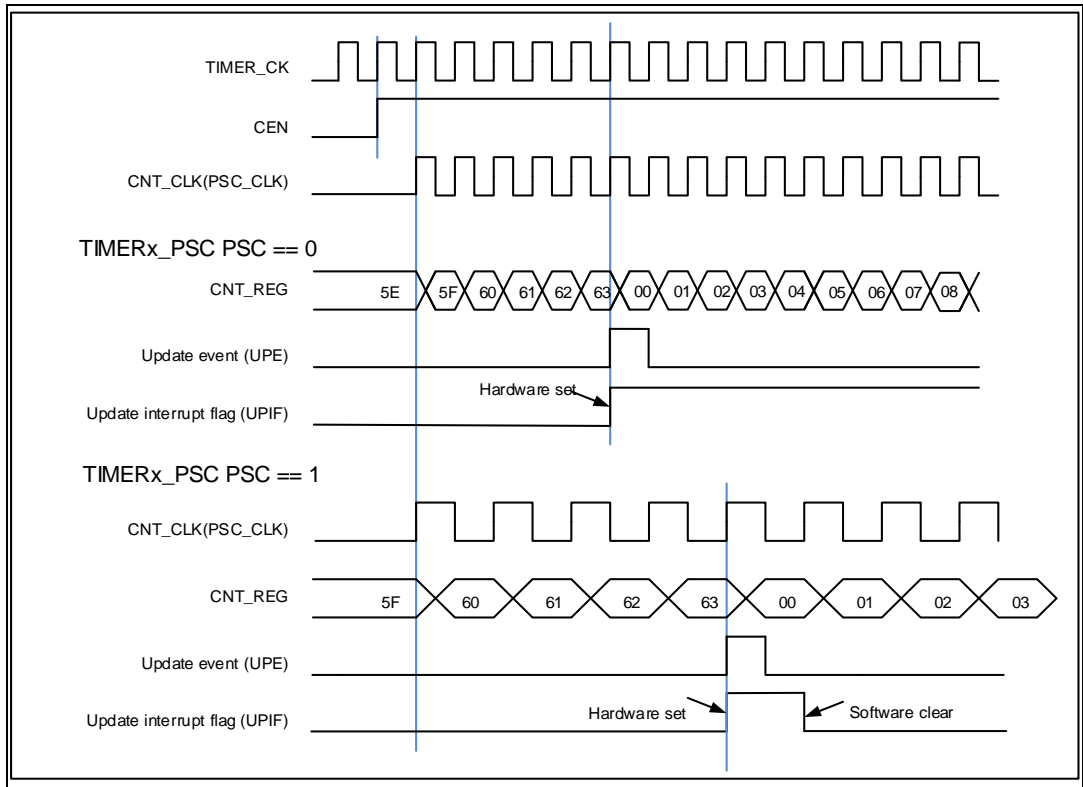 TIMER_CK
CEN
CNT_CLK(PSC_CLK)
TIMERx_PSC PSC == 0
CNT_REG 5E 5F 60 61 62 63 00 01 02 03 04 05 06 07 08
Update event (UPE)
Hardware set
Update interrupt flag (UPIF)
TIMERx_PSC PSC == 1
CNT_CLK(PSC_CLK)
CNT_REG 5F 60 61 62 63 00 01 02 03
Update event (UPE)
Update interrupt flag (UPIF) Hardware set Software clear